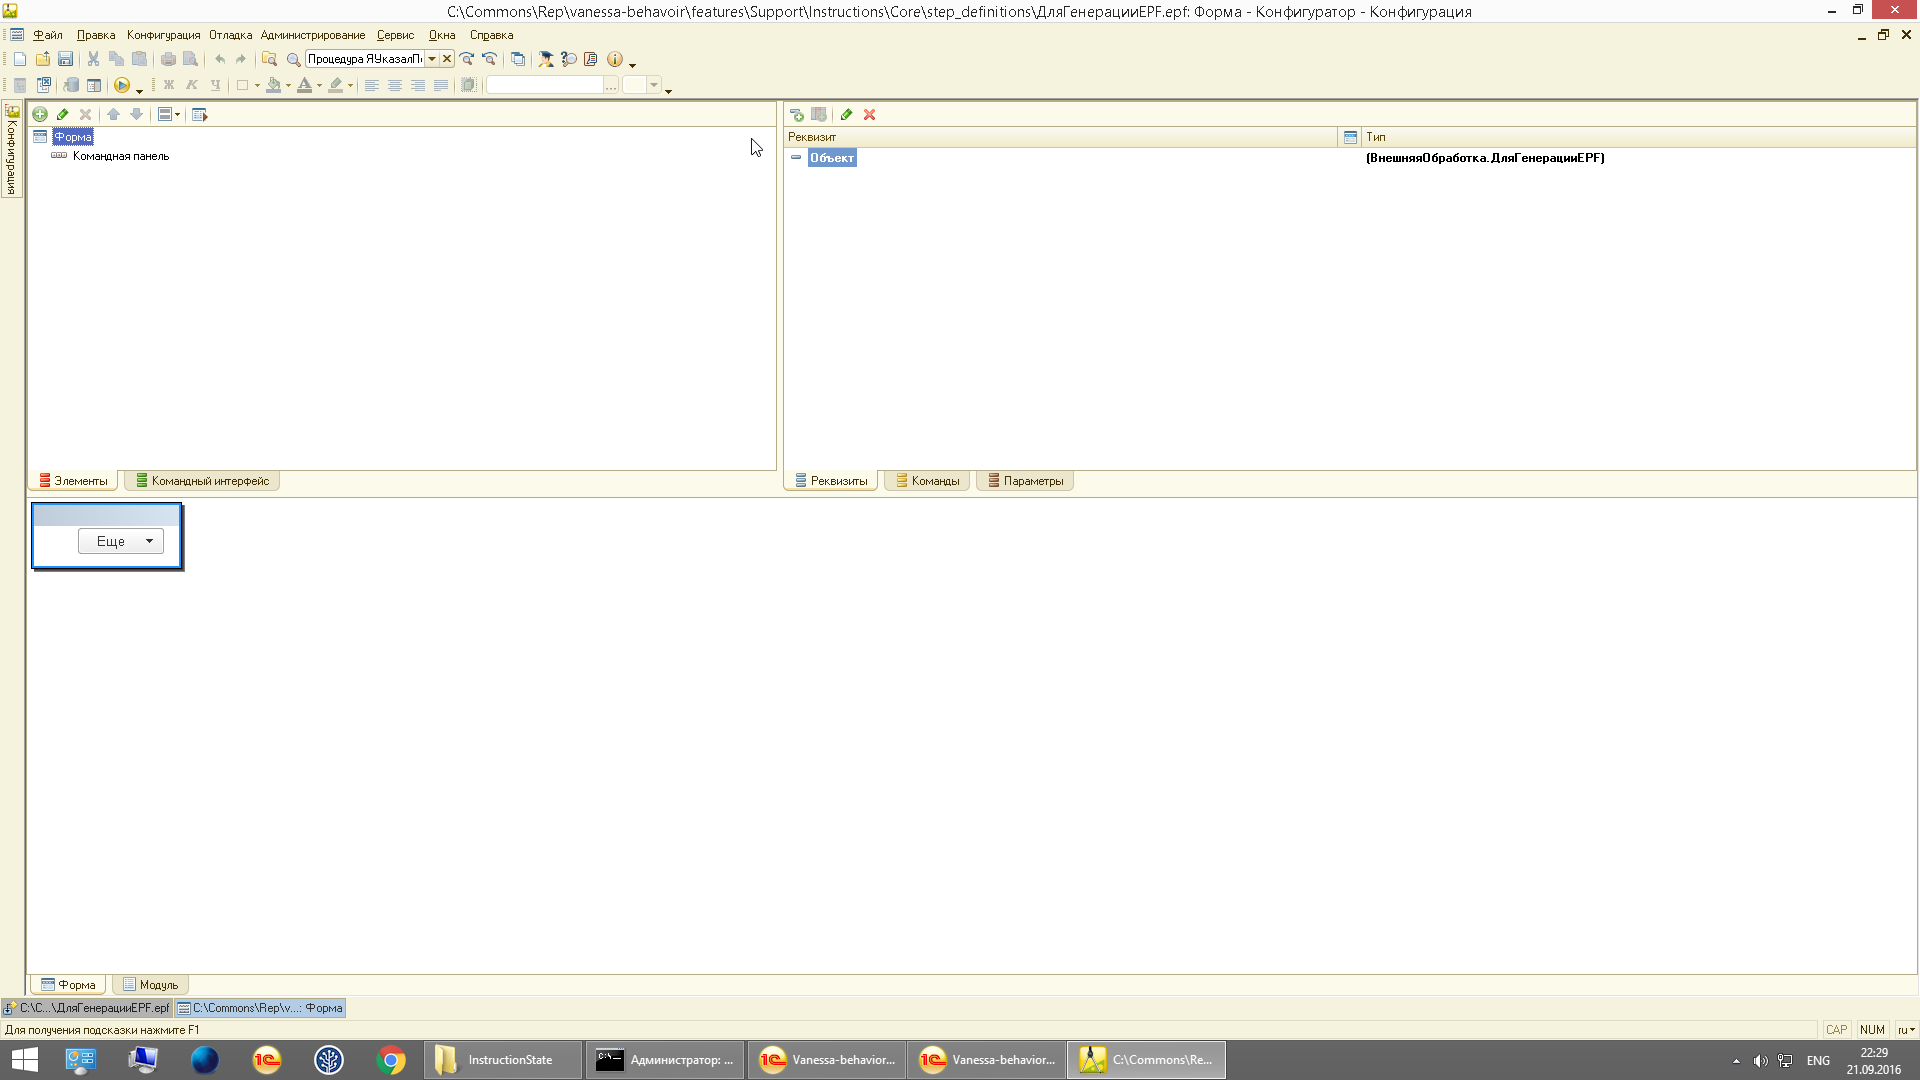 C:\Commons\Rep\vanessa-behavoir\features\Support\Instructions\Core\step_definitions\ДляГенерацииEPF.epf: Форма - Конфигуратор - Конфигурация
Файл Правка Конфигурация Отладка Администрирование Сервис Окна Справка
Процедура ЯУказалП
Ж К Ч
Конфигурация
Форма
Командная панель
Реквизит Тип
Объект (ВнешняяОбработка.ДляГенерацииEPF)
Элементы Командный интерфейс
Реквизиты Команды Параметры
Еще
Форма Модуль
C:\C...\ДляГенерацииEPF.epf C:\Commons\Rep\v...: Форма
Для получения подсказки нажмите F1
CAP NUM ru
InstructionState Администратор: ... Vanessa-behavior... Vanessa-behavior... C:\Commons\Re...
ENG
22:29
21.09.2016